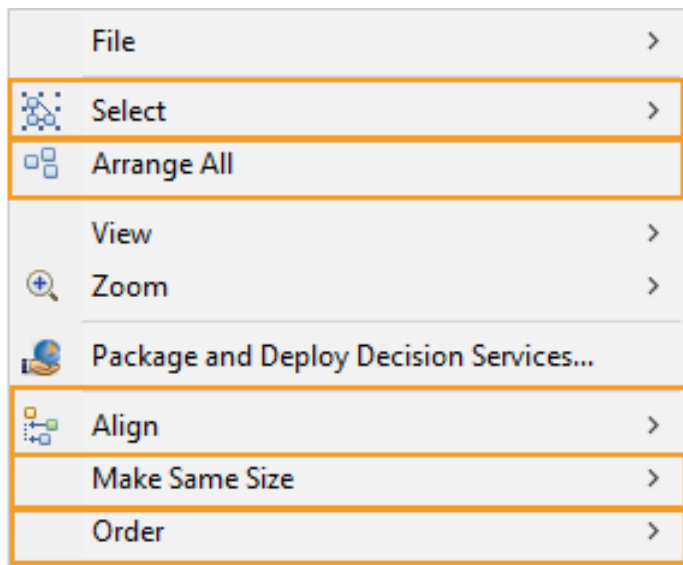 File
Select
Arrange All
View
Zoom
Package and Deploy Decision Services...
Align
Make Same Size
Order